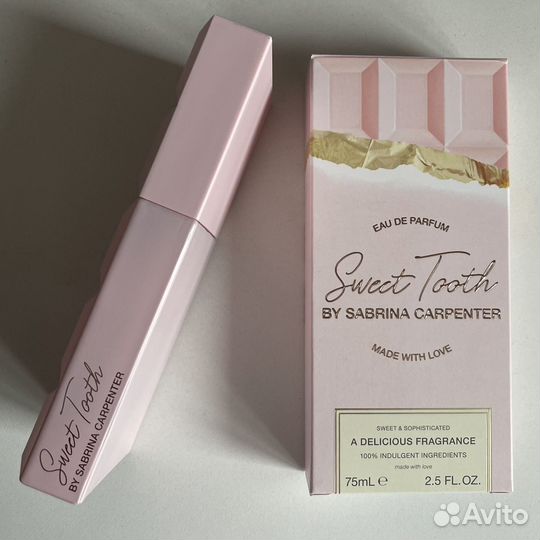 Sweet Tooth
BY SABRINA CARPENTER
EAU DE PARFUM
Sweet Tooth
BY SABRINA CARPENTER
MADE WITH LOVE
SWEET & SOPHISTICATED
A DELICIOUS FRAGRANCE
100% INDULGENT INGREDIENTS
made with love
75mL ℮ 2.5 FL.OZ.
Avito